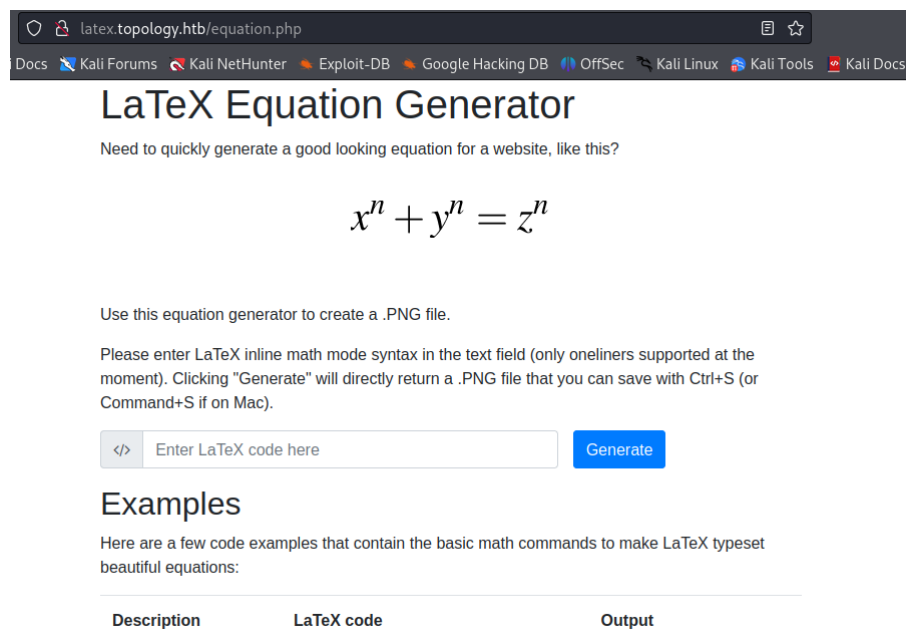 latex.topology.htb/equation.php
Docs Kali Forums Kali NetHunter Exploit-DB Google Hacking DB OffSec Kali Linux Kali Tools Kali Docs
LaTeX Equation Generator
Need to quickly generate a good looking equation for a website, like this?
xⁿ + yⁿ = zⁿ
Use this equation generator to create a .PNG file.
Please enter LaTeX inline math mode syntax in the text field (only oneliners supported at the
moment). Clicking "Generate" will directly return a .PNG file that you can save with Ctrl+S (or
Command+S if on Mac).
</> Enter LaTeX code here Generate
Examples
Here are a few code examples that contain the basic math commands to make LaTeX typeset
beautiful equations:
Description LaTeX code Output